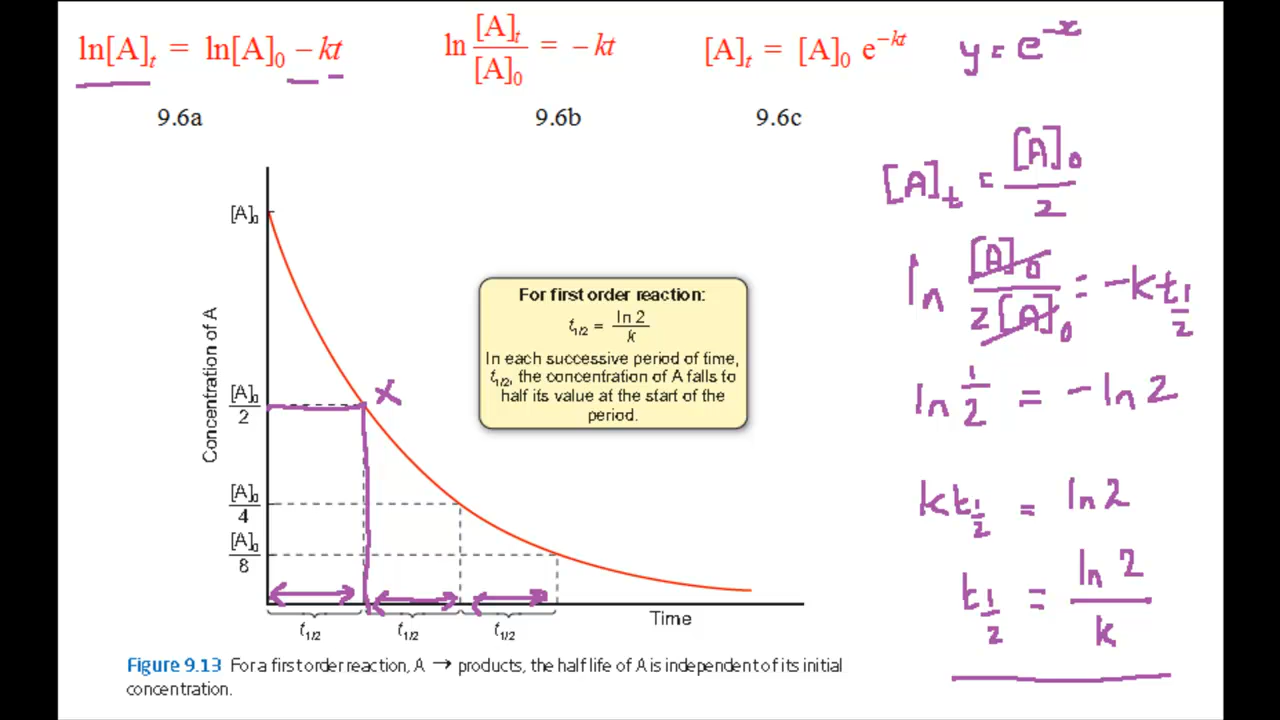 ln[A]t = ln[A]0 – kt
ln [A]t/[A]0 = – kt
[A]t = [A]0 e–kt
y = e-x
9.6a
9.6b
9.6c
[A]t = [A]0/2
ln [A]0/2[A]0 = -kt1/2
ln 1/2 = - ln 2
kt1/2 = ln 2
t1/2 = ln 2/k
Concentration of A
[A]0
[A]0/2
[A]0/4
[A]0/8
x
For first order reaction:
t1/2 = ln 2/k
In each successive period of time,
t1/2, the concentration of A falls to
half its value at the start of the
period.
t1/2
t1/2
t1/2
Time
Figure 9.13 For a first order reaction, A → products, the half life of A is independent of its initial
concentration.